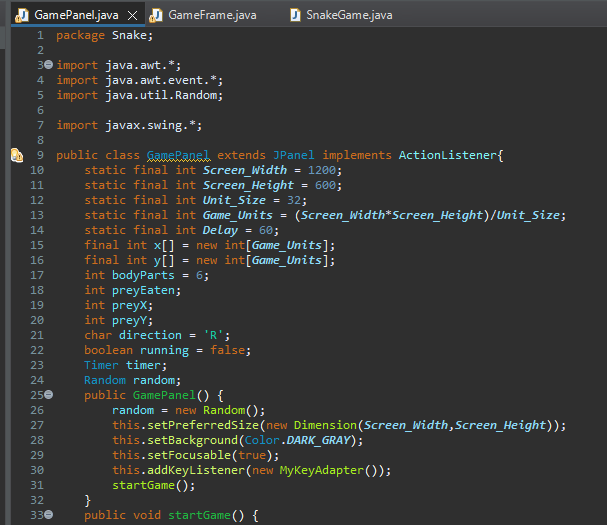 GamePanel.java GameFrame.java SnakeGame.java
1 package Snake;
2
3 import java.awt.*;
4 import java.awt.event.*;
5 import java.util.Random;
6
7 import javax.swing.*;
8
9 public class GamePanel extends JPanel implements ActionListener{
10 static final int Screen_Width = 1200;
11 static final int Screen_Height = 600;
12 static final int Unit_Size = 32;
13 static final int Game_Units = (Screen_Width*Screen_Height)/Unit_Size;
14 static final int Delay = 60;
15 final int x[] = new int[Game_Units];
16 final int y[] = new int[Game_Units];
17 int bodyParts = 6;
18 int preyEaten;
19 int preyX;
20 int preyY;
21 char direction = 'R';
22 boolean running = false;
23 Timer timer;
24 Random random;
25 public GamePanel() {
26 random = new Random();
27 this.setPreferredSize(new Dimension(Screen_Width,Screen_Height));
28 this.setBackground(Color.DARK_GRAY);
29 this.setFocusable(true);
30 this.addKeyListener(new MyKeyAdapter());
31 startGame();
32 }
33 public void startGame() {